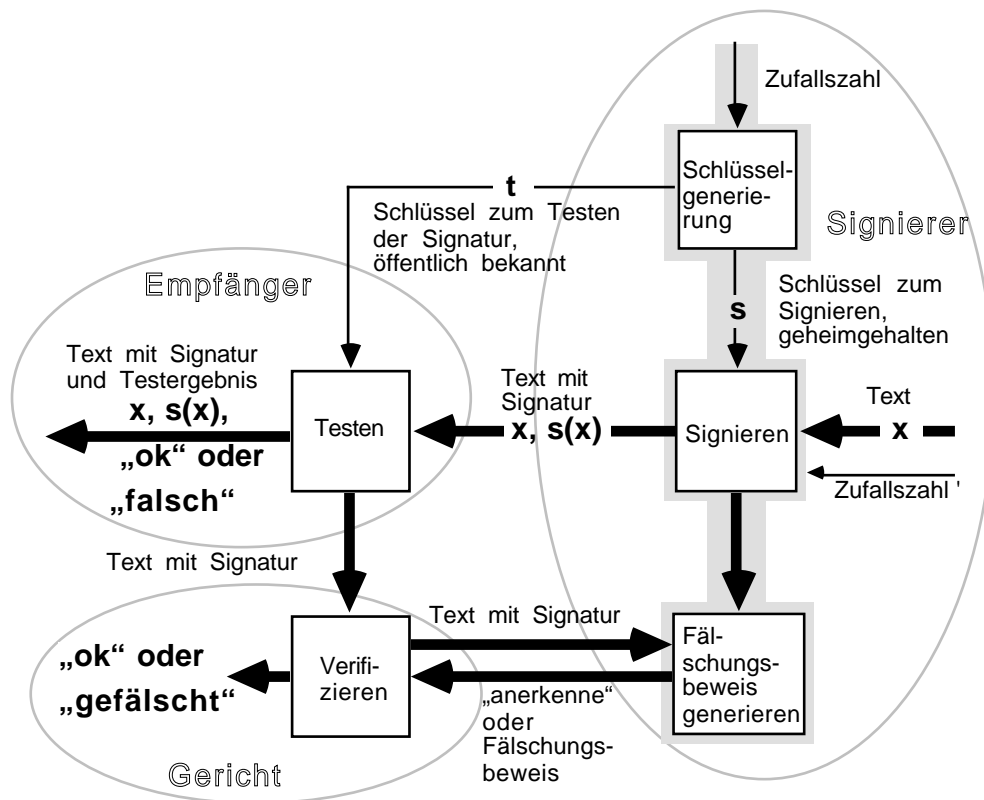 Zufallszahl
Schlüssel-
generie-
rung
Signierer
t
Schlüssel zum Testen
der Signatur,
öffentlich bekannt
Empfänger
s
Schlüssel zum
Signieren,
geheimgehalten
Text mit Signatur
und Testergebnis
x, s(x),
„ok“ oder
„falsch“
Testen
Text mit
Signatur
x, s(x)
Signieren
Text
x
Zufallszahl '
Text mit Signatur
„ok“ oder
„gefälscht“
Verifi-
zieren
Text mit Signatur
„anerkenne“
oder
Fälschungs-
beweis
Fäl-
schungs-
beweis
generieren
Gericht